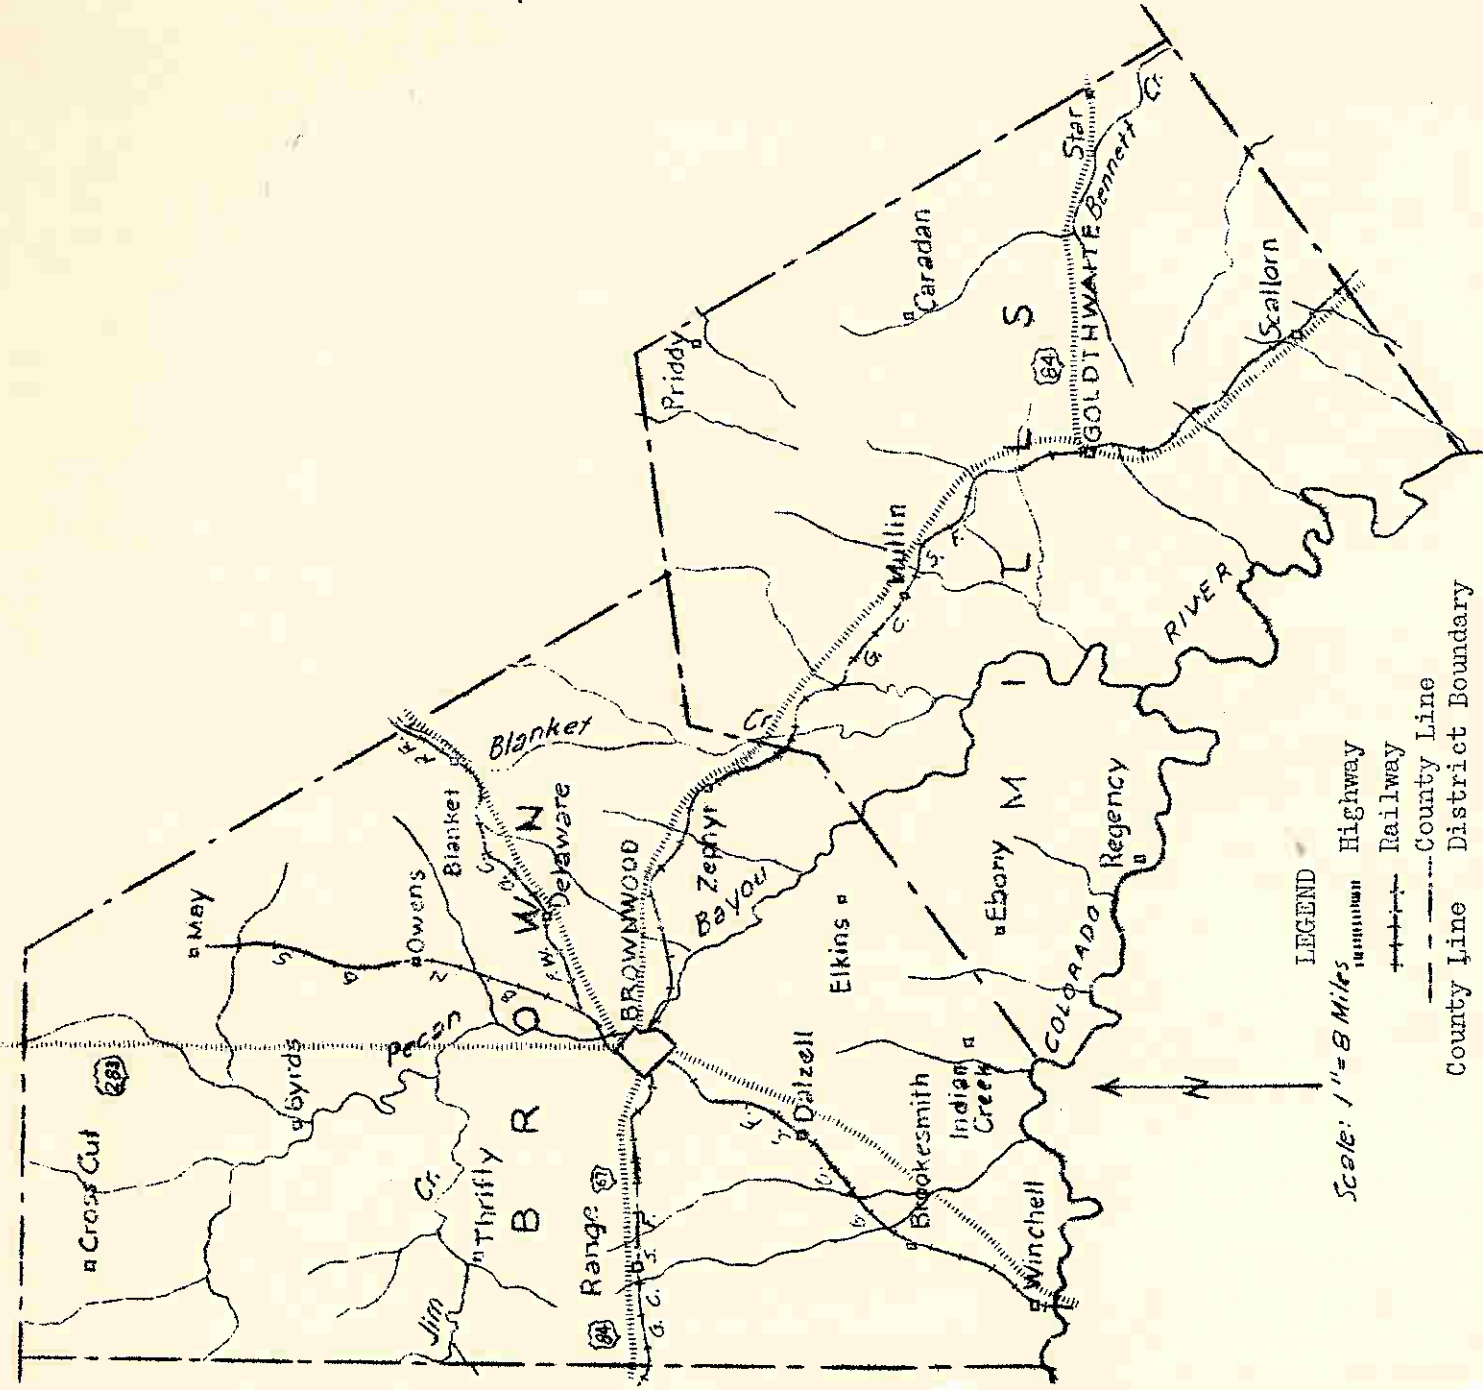 Cross Cut
283
Byrds
May
Owens
S
A
N
B
Pecan
Jim
Cr.
Thrifty
B R O W N
Blanket
Blanket
Cr.
R.R.
Delaware
F.W.
84
Range
67
G. C. S. F.
BROWNWOOD
Zephyr
Bayou
Elkins
Dalzell
Brookesmith
Indian
Creek
Winchell
Ebony
Regency
COLORADO
RIVER
M I L L S
Mullin
G. C. S. F.
Priddy
Caradan
84
GOLDTHWAITE
Star
Bennett
Cr.
Scallorn
N
Scale: 1"=8 Miles
LEGEND
Highway
Railway
County Line
County Line District Boundary